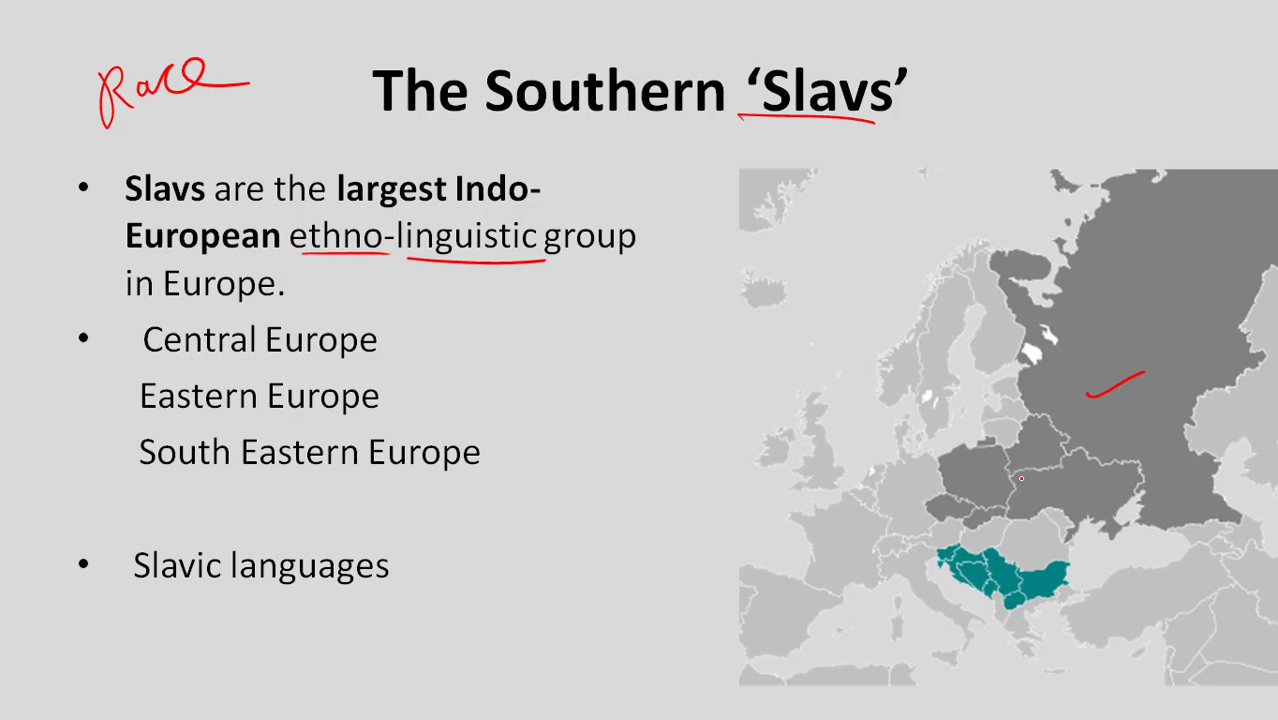 Race
The Southern ‘Slavs’
• Slavs are the largest Indo-
European ethno-linguistic group
in Europe.
• Central Europe
Eastern Europe
South Eastern Europe
• Slavic languages